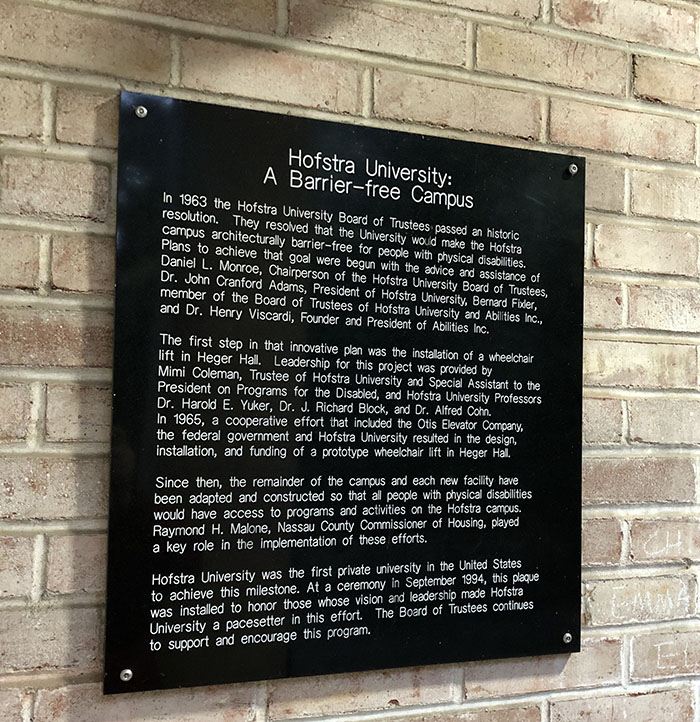 Hofstra University:
A Barrier-free Campus
In 1963 the Hofstra University Board of Trustees passed an historic
resolution. They resolved that the University would make the Hofstra
campus architecturally barrier-free for people with physical disabilities.
Plans to achieve that goal were begun with the advice and assistance of
Daniel L. Monroe, Chairperson of the Hofstra University Board of Trustees,
Dr. John Cranford Adams, President of Hofstra University, Bernard Fixler,
member of the Board of Trustees of Hofstra University and Abilities Inc.,
and Dr. Henry Viscardi, Founder and President of Abilities Inc.
The first step in that innovative plan was the installation of a wheelchair
lift in Heger Hall. Leadership for this project was provided by
Mimi Coleman, Trustee of Hofstra University and Special Assistant to the
President on Programs for the Disabled, and Hofstra University Professors
Dr. Harold E. Yuker, Dr. J. Richard Block, and Dr. Alfred Cohn.
In 1965, a cooperative effort that included the Otis Elevator Company,
the federal government and Hofstra University resulted in the design,
installation, and funding of a prototype wheelchair lift in Heger Hall.
Since then, the remainder of the campus and each new facility have
been adapted and constructed so that all people with physical disabilities
would have access to programs and activities on the Hofstra campus.
Raymond H. Malone, Nassau County Commissioner of Housing, played
a key role in the implementation of these efforts.
Hofstra University was the first private university in the United States
to achieve this milestone. At a ceremony in September 1994, this plaque
was installed to honor those whose vision and leadership made Hofstra
University a pacesetter in this effort. The Board of Trustees continues
to support and encourage this program.